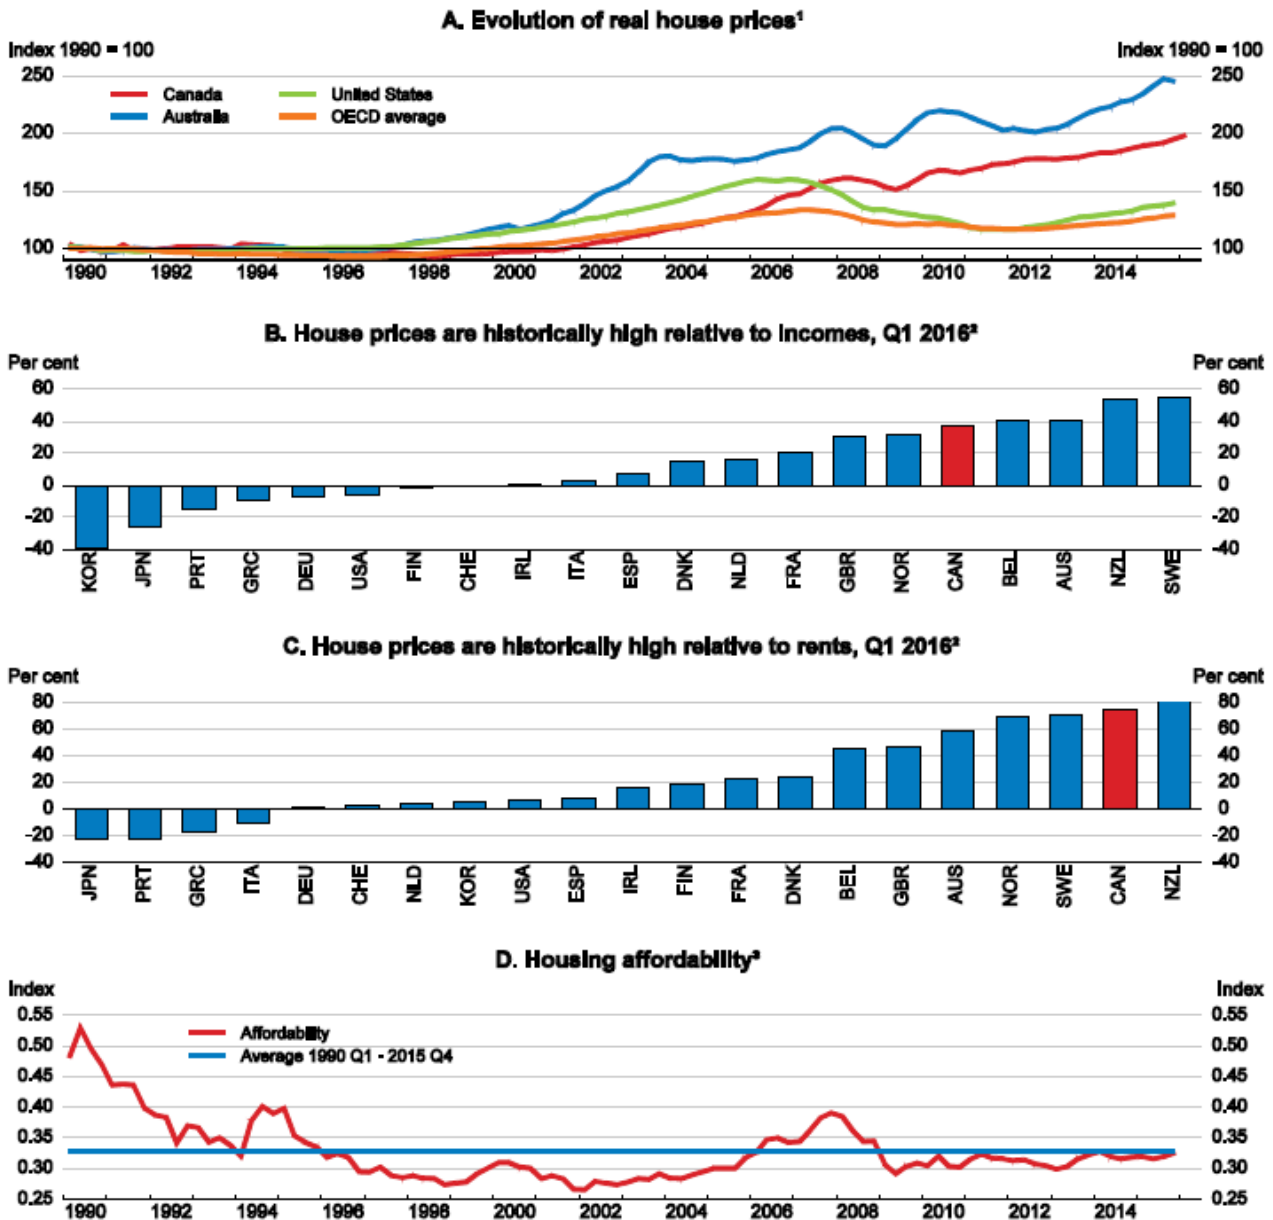 A. Evolution of real house prices¹
Index 1990 = 100 Index 1990 = 100
250 250
Canada United States
Australia OECD average
200 200
150 150
100 100
1990 1992 1994 1996 1998 2000 2002 2004 2006 2008 2010 2012 2014
B. House prices are historically high relative to incomes, Q1 2016²
Per cent Per cent
60 60
40 40
20 20
0 0
-20 -20
-40 -40
KOR JPN PRT GRC DEU USA FIN CHE IRL ITA ESP DNK NLD FRA GBR NOR CAN BEL AUS NZL SWE
C. House prices are historically high relative to rents, Q1 2016²
Per cent Per cent
80 80
60 60
40 40
20 20
0 0
-20 -20
-40 -40
JPN PRT GRC ITA DEU CHE NLD KOR USA ESP IRL FIN FRA DNK BEL GBR AUS NOR SWE CAN NZL
D. Housing affordability³
Index Index
0.55 0.55
Affordability
0.50 0.50
Average 1990 Q1 - 2015 Q4
0.45 0.45
0.40 0.40
0.35 0.35
0.30 0.30
0.25 0.25
1990 1992 1994 1996 1998 2000 2002 2004 2006 2008 2010 2012 2014